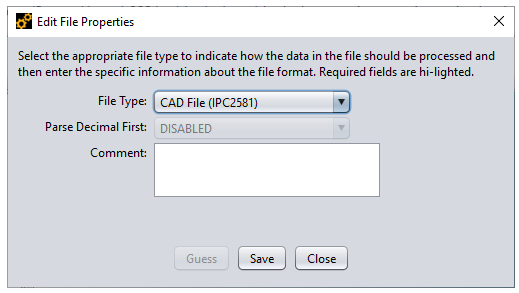 Edit File Properties
Select the appropriate file type to indicate how the data in the file should be processed and
then enter the specific information about the file format. Required fields are hi-lighted.
File Type: CAD File (IPC2581)
Parse Decimal First: DISABLED
Comment:
Guess Save Close